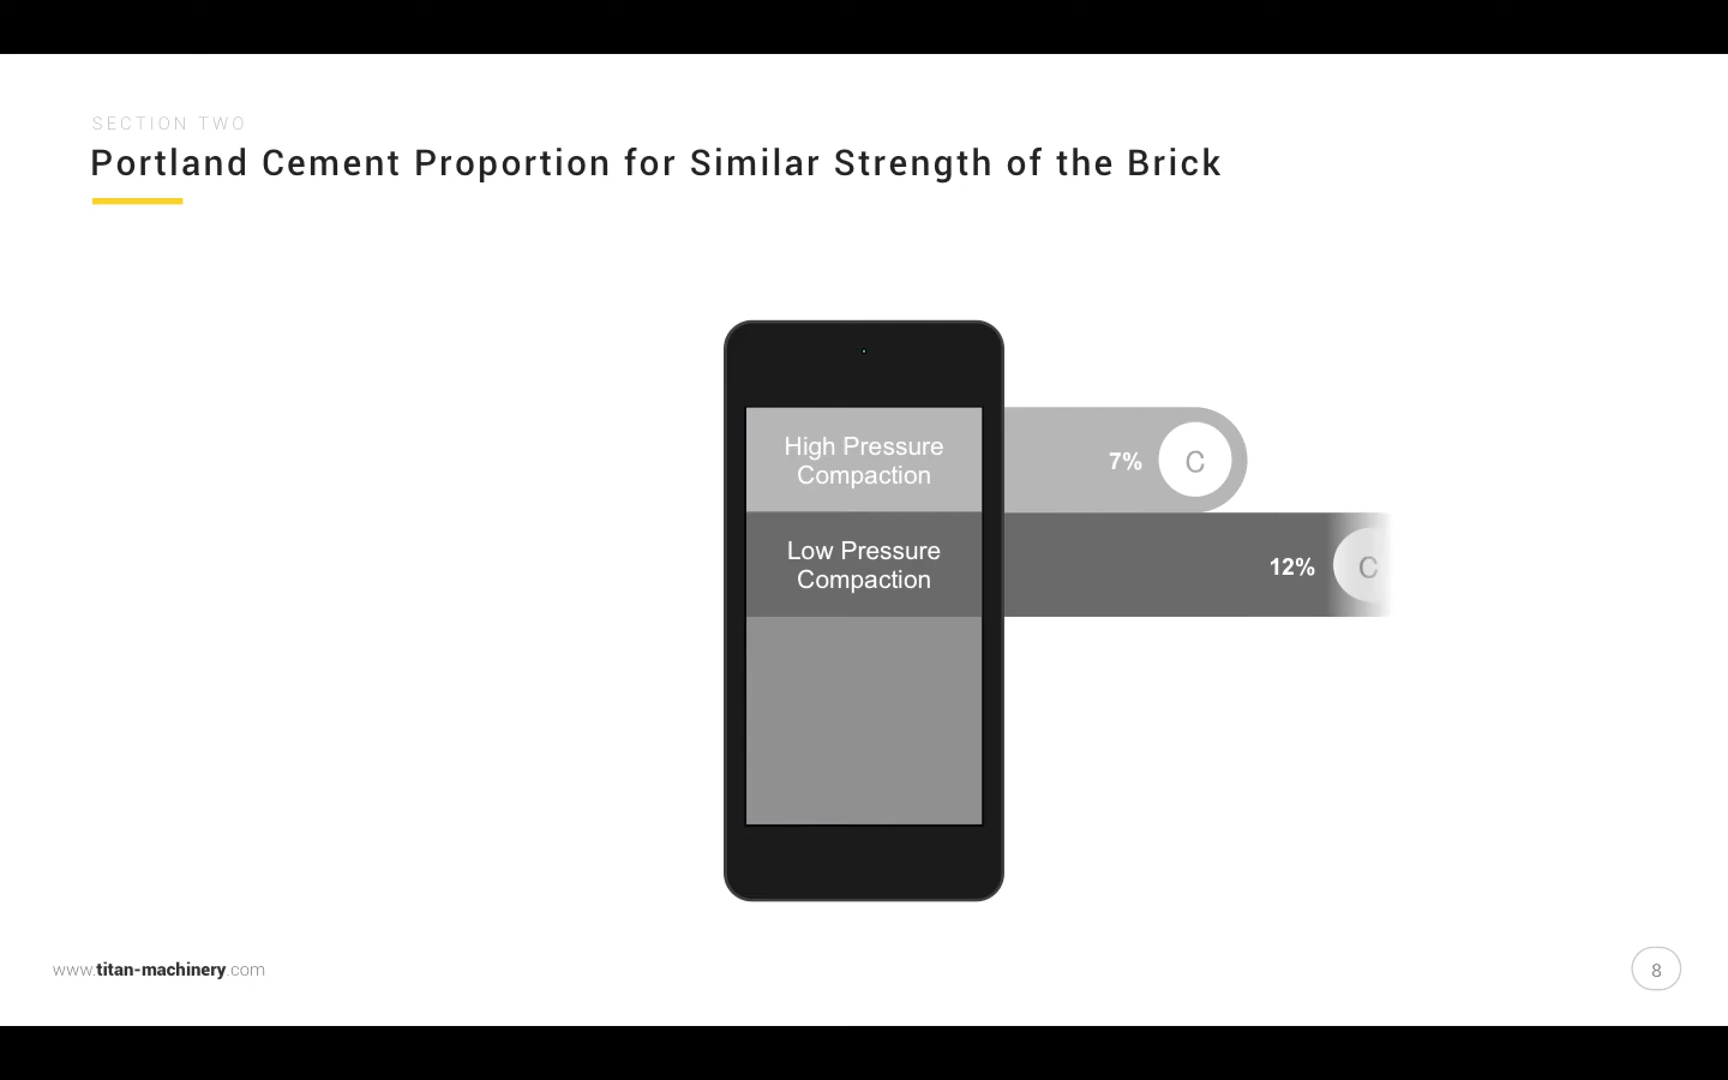 SECTION TWO
Portland Cement Proportion for Similar Strength of the Brick
High Pressure
Compaction
7%
C
Low Pressure
Compaction
12%
C
www.titan-machinery.com
8